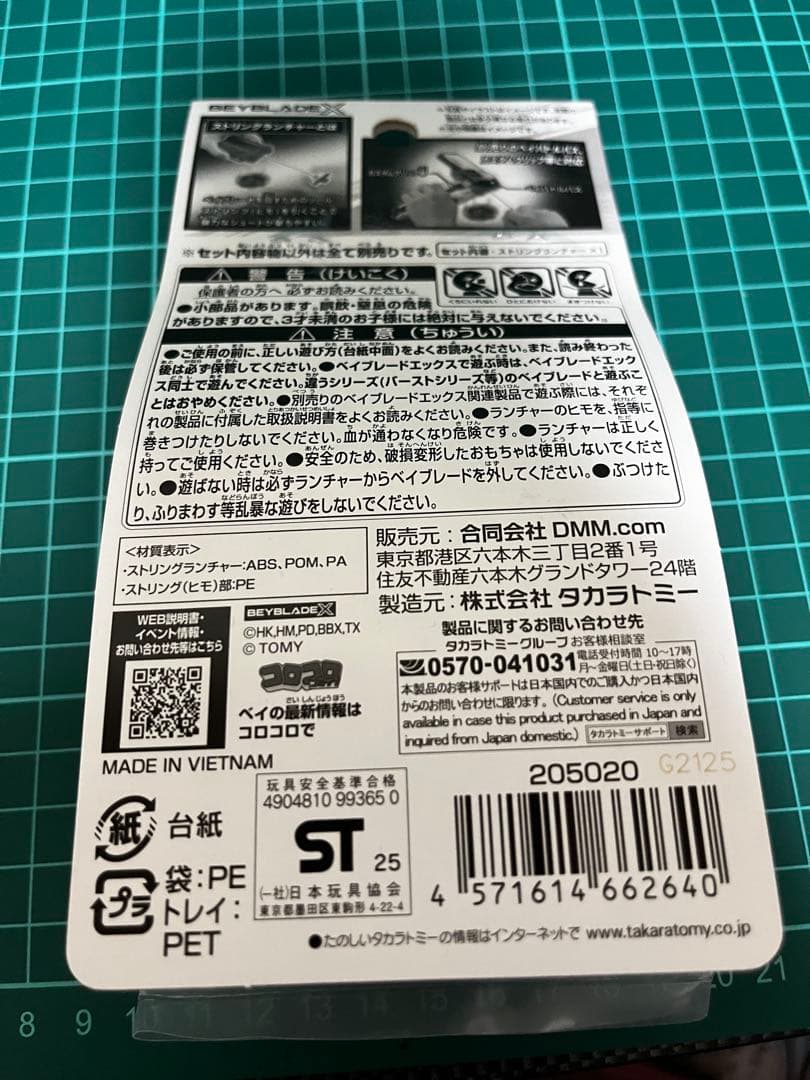 BEYBLADE X
ストリングランチャーとは
※セット内容物以外は全て別売りです。
セット内容・ストリングランチャー×1
警告(けいこく)
保護者の方へ 必ずお読みください。
●小部品があります。誤飲・窒息の危険
がありますので、3才未満のお子様には絶対に与えないでください。
くちにいれない
ひとにむけない
注意(ちゅうい)
●ご使用の前に、正しい遊び方(台紙中面)をよくお読みください。また、読み終わった
後は必ず保管してください。●ベイブレードエックスで遊ぶ時は、ベイブレードエック
ス同士で遊んでください。違うシリーズ(バーストシリーズ等)のベイブレードと遊ぶこ
とはおやめください。●別売りのベイブレードエックス関連製品で遊ぶ際には、それぞ
れの製品に付属した取扱説明書をよくお読みください。●ランチャーのヒモを、指等に
巻きつけたりしないでください。血が通わなくなり危険です。●ランチャーは正しく
持ってご使用ください。●安全のため、破損変形したおもちゃは使用しないでくださ
い。●遊ばない時は必ずランチャーからベイブレードを外してください。●ぶつけた
り、ふりまわす等乱暴な遊びをしないでください。
<材質表示>
・ストリングランチャー:ABS、POM、PA
・ストリング(ヒモ)部:PE
販売元:合同会社 DMM.com
東京都港区六本木三丁目2番1号
住友不動産六本木グランドタワー24階
製造元:株式会社 タカラトミー
WEB説明書・
イベント情報・
お問い合わせ先等はこちら
BEYBLADE X
©HK,HM,PD,BBX,TX
© TOMY
コロコロ
ベイの最新情報は
コロコロで
製品に関するお問い合わせ先
タカラトミーグループ お客様相談室
0570-041031
電話受付時間 10〜17時
月〜金曜日(土日・祝日除く)
本製品のお客様サポートは日本国内でのご購入かつ日本国内
からのお問い合わせに限ります。(Customer service is only
available in case this product purchased in Japan and
inquired from Japan domestic.)
タカラトミーサポート 検索
MADE IN VIETNAM
205020
G2125
紙 台紙
プラ
袋:PE
トレイ:
PET
玩具安全基準合格
4904810 99365 0
ST 25
(一社)日本玩具協会
東京都墨田区東駒形 4-22-4
4 571614 662640
●たのしいタカラトミーの情報はインターネットで www.takaratomy.co.jp
8 9 10 11 12 13 14 15 16 20 21